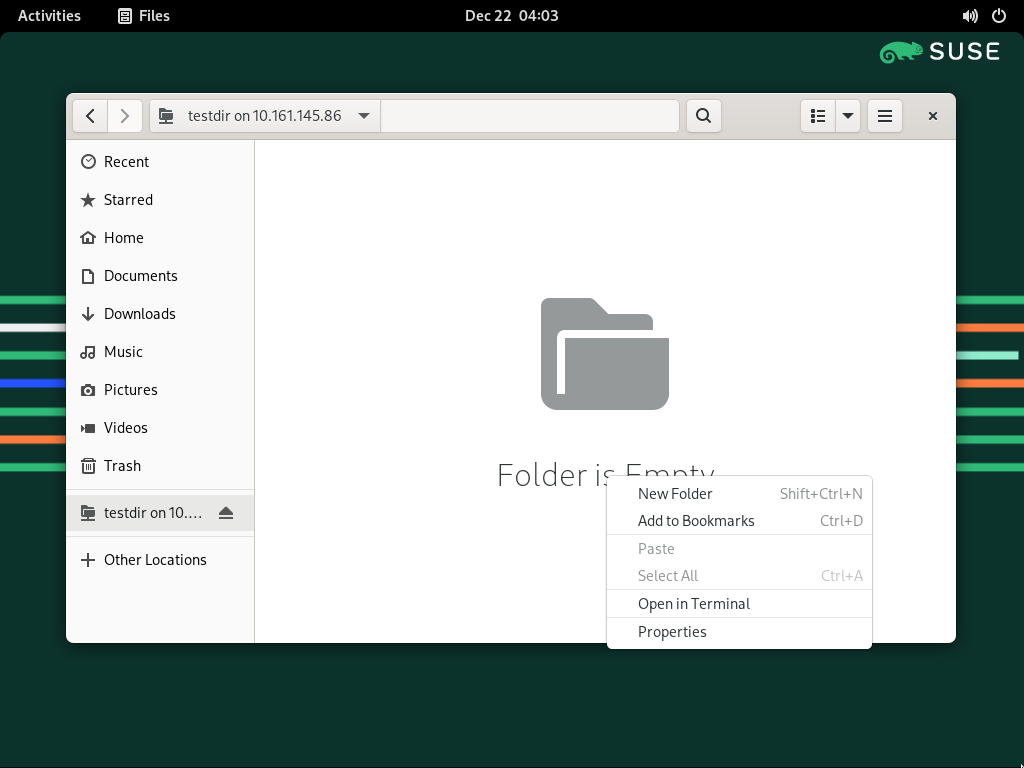 Activities Files Dec 22 04:03
SUSE
testdir on 10.161.145.86
Recent
Starred
Home
Documents
Downloads
Music
Pictures
Videos
Trash
testdir on 10.…
Other Locations
Folder is Empty
New Folder Shift+Ctrl+N
Add to Bookmarks Ctrl+D
Paste
Select All Ctrl+A
Open in Terminal
Properties